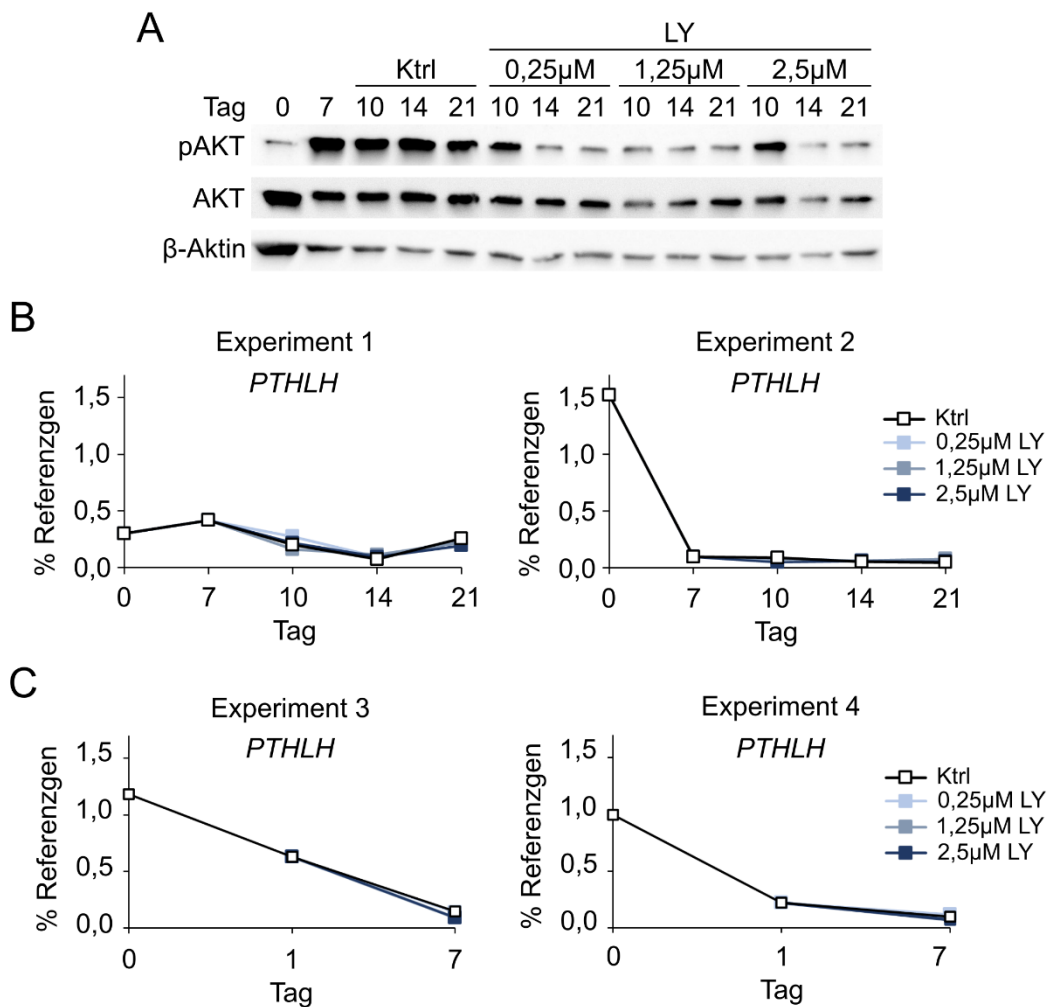 A
LY
Ktrl 0,25µM 1,25µM 2,5µM
Tag 0 7 10 14 21 10 14 21 10 14 21 10 14 21
pAKT
AKT
β-Aktin
B
Experiment 1
PTHLH
% Referenzgen
1,5
1,0
0,5
0,0
0 7 10 14 21
Tag
Experiment 2
PTHLH
% Referenzgen
1,5
1,0
0,5
0,0
0 7 10 14 21
Tag
Ktrl
0,25µM LY
1,25µM LY
2,5µM LY
C
Experiment 3
PTHLH
% Referenzgen
1,5
1,0
0,5
0,0
0 1 7
Tag
Experiment 4
PTHLH
% Referenzgen
1,5
1,0
0,5
0,0
0 1 7
Tag
Ktrl
0,25µM LY
1,25µM LY
2,5µM LY